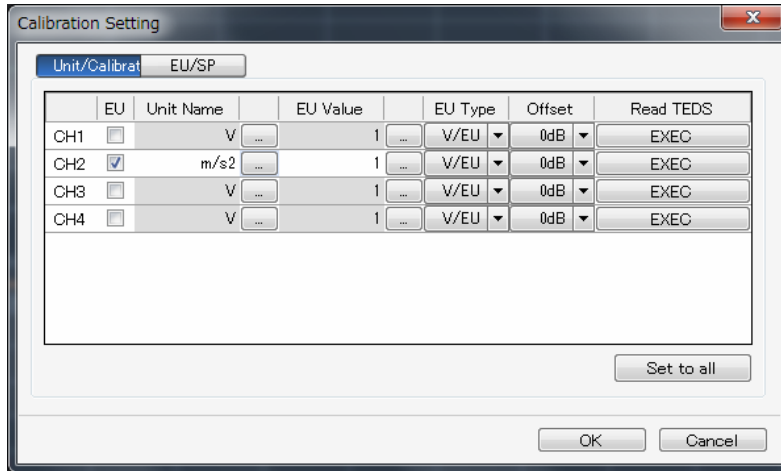 Calibration Setting
Unit/Calibrat EU/SP
EU Unit Name EU Value EU Type Offset Read TEDS
CH1 V ... 1 ... V/EU 0dB EXEC
CH2 m/s2 ... 1 ... V/EU 0dB EXEC
CH3 V ... 1 ... V/EU 0dB EXEC
CH4 V ... 1 ... V/EU 0dB EXEC
Set to all
OK Cancel